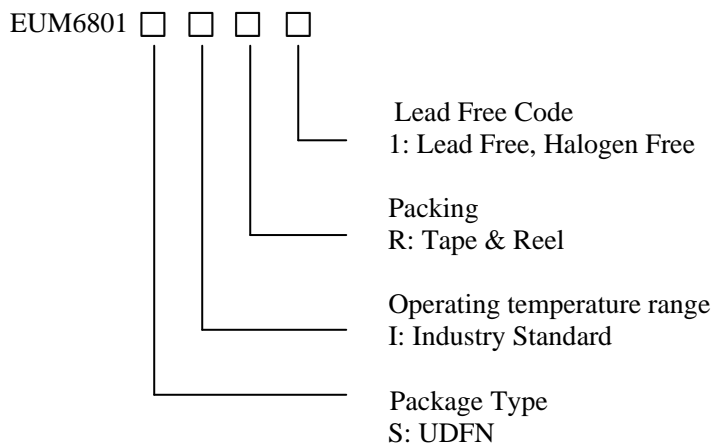 EUM6801 □ □ □ □
Lead Free Code
1: Lead Free, Halogen Free
Packing
R: Tape & Reel
Operating temperature range
I: Industry Standard
Package Type
S: UDFN